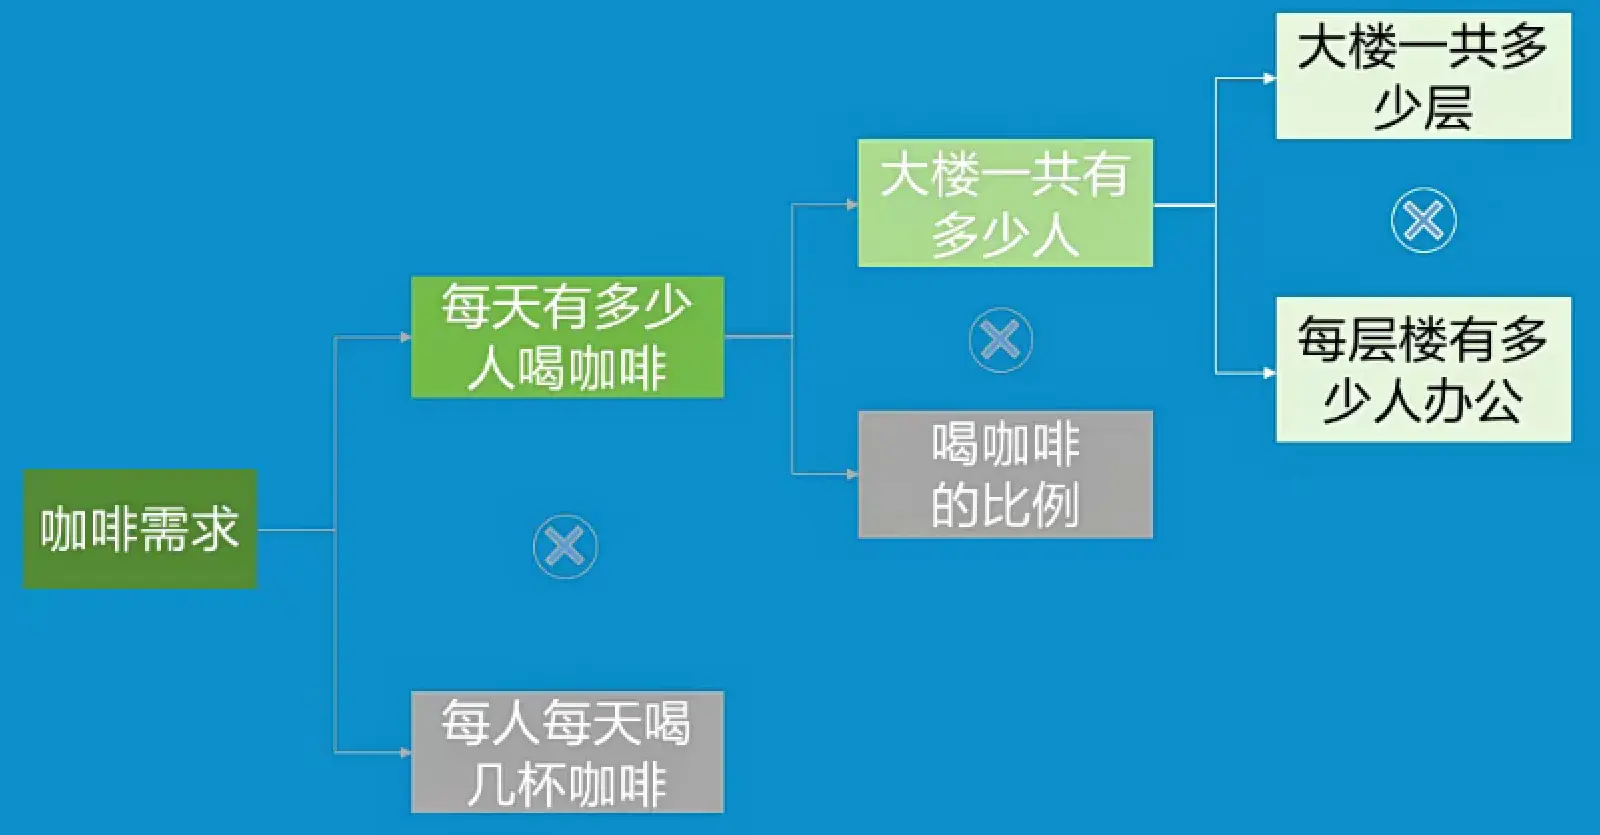 大楼一共多
少层
大楼一共有
多少人
每天有多少
人喝咖啡
每层楼有多
少人办公
喝咖啡
的比例
咖啡需求
每人每天喝
几杯咖啡